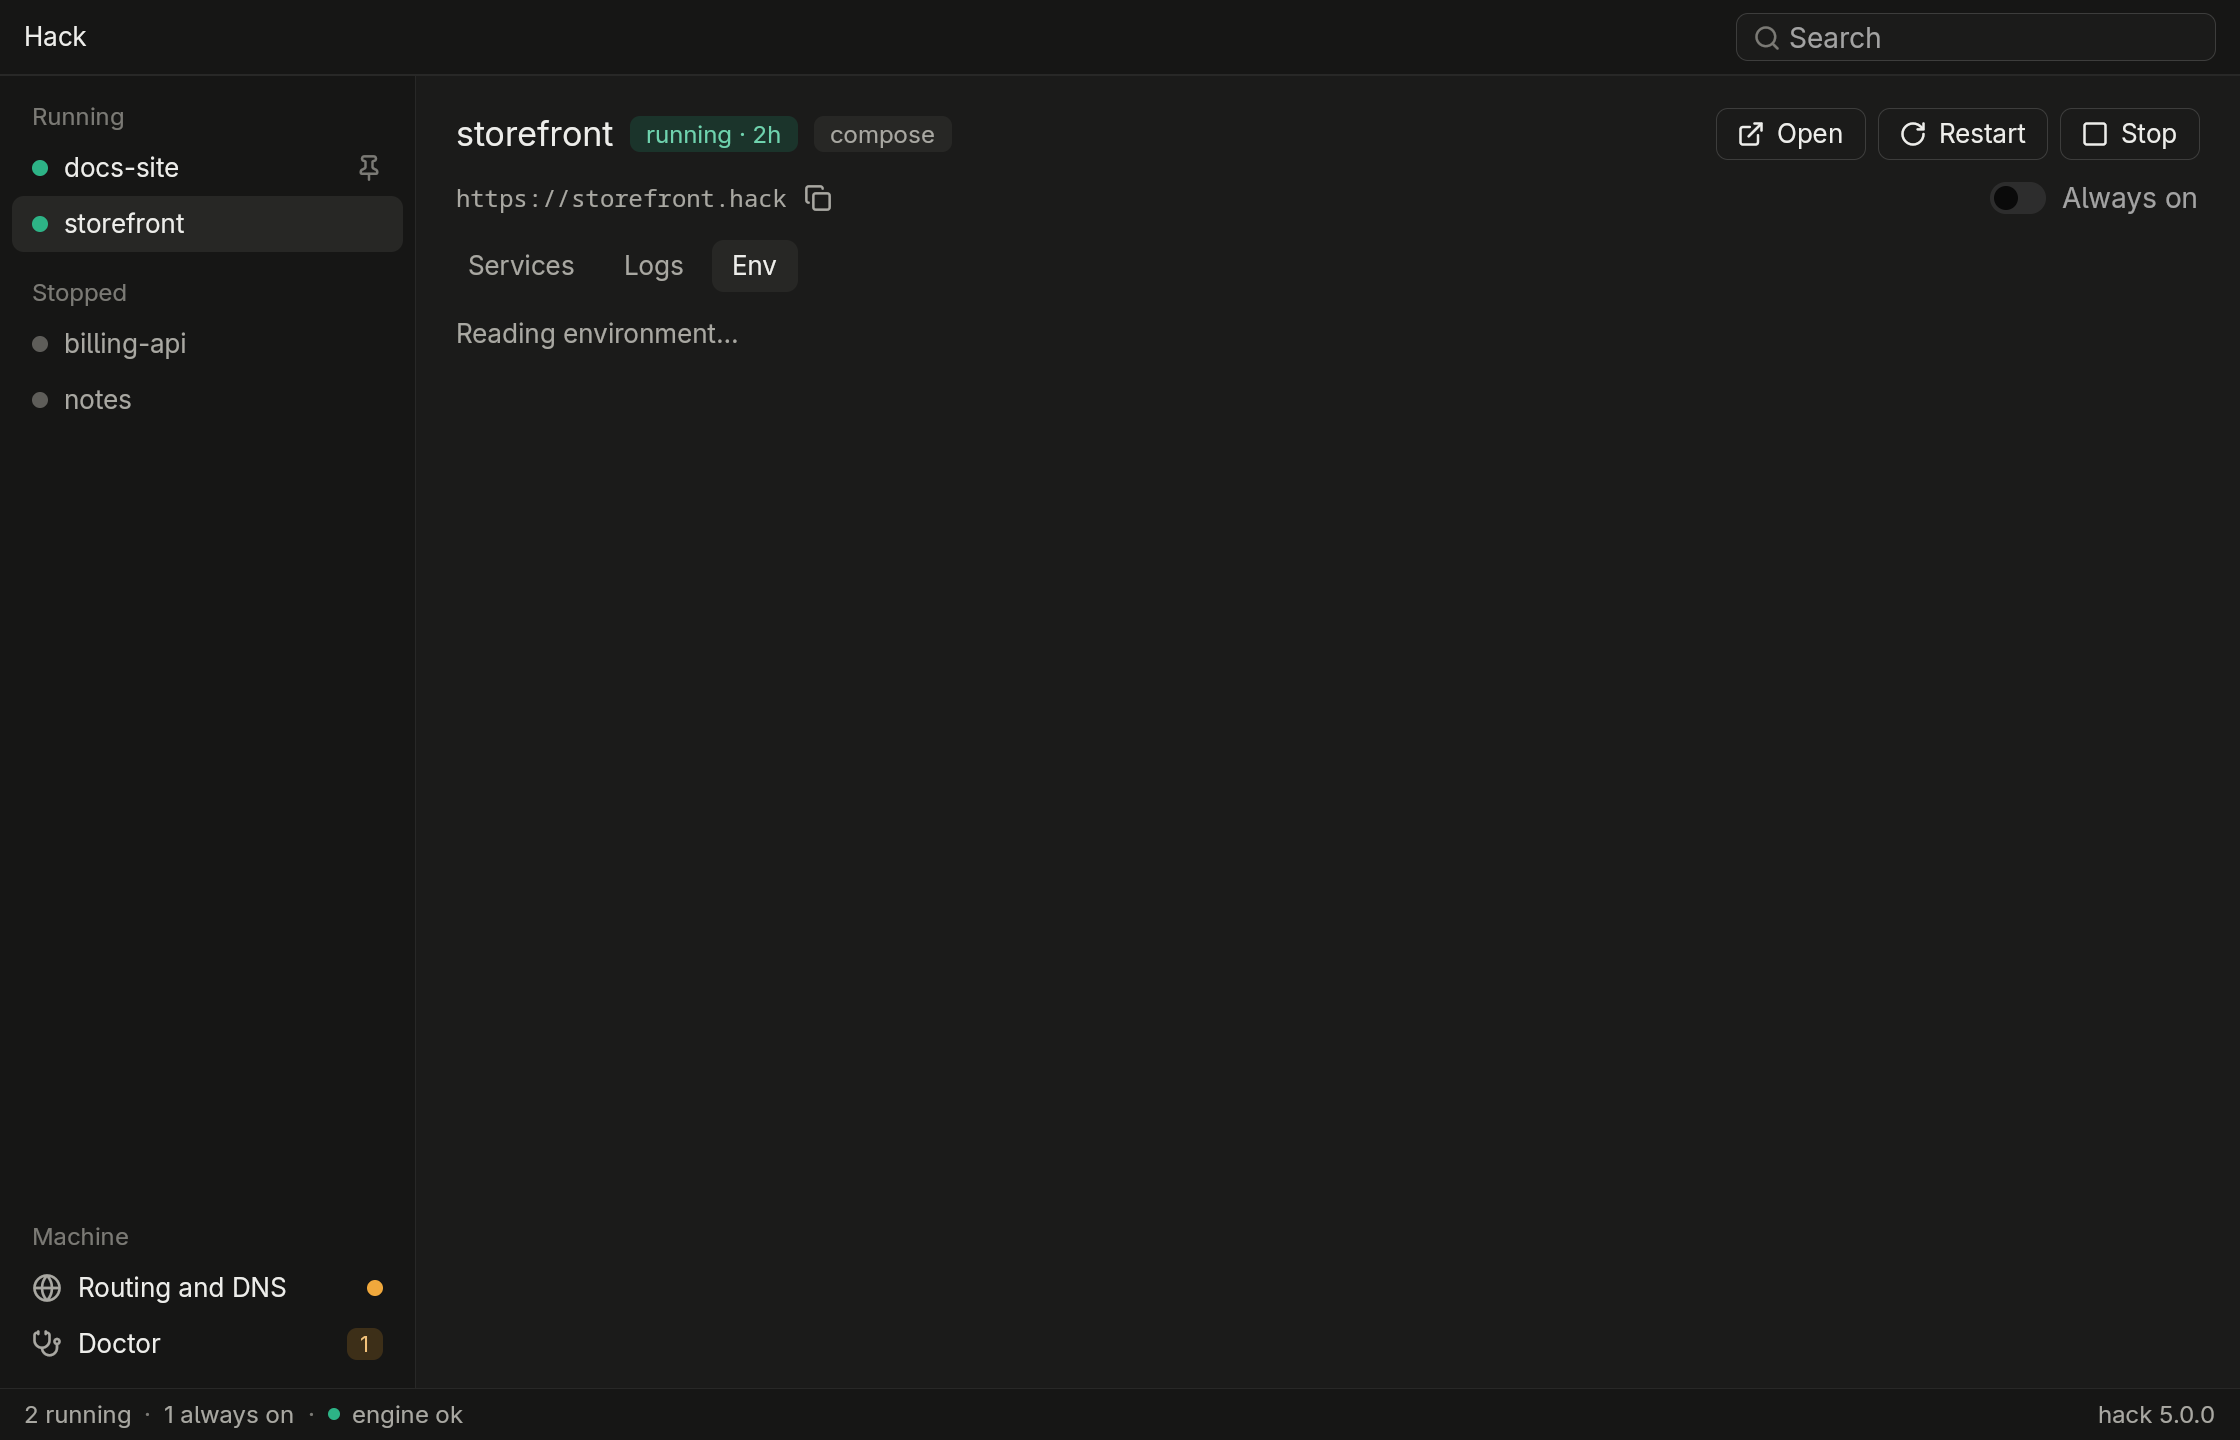 Hack
Search
Running
docs-site
storefront
Stopped
billing-api
notes
Machine
Routing and DNS
Doctor 1
storefront running · 2h compose
Open Restart Stop
https://storefront.hack
Always on
Services Logs Env
Reading environment...
2 running · 1 always on · engine ok
hack 5.0.0